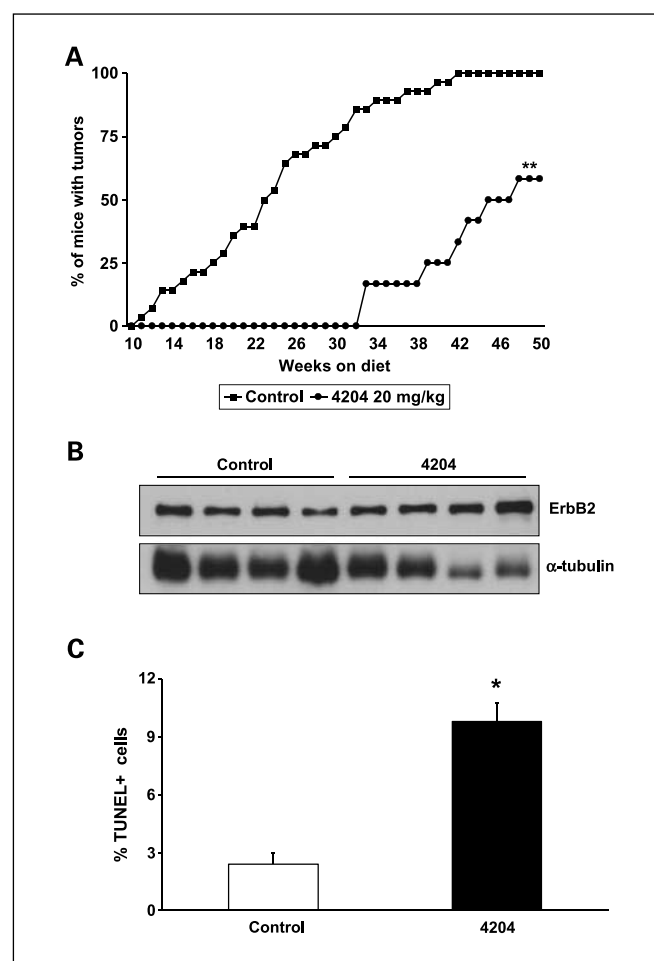 A
100
75
50
25
0
% of mice with tumors
**
10 14 18 22 26 30 34 38 42 46 50
Weeks on diet
Control 4204 20 mg/kg
B
Control 4204
ErbB2
α-tubulin
C
12
9
6
3
0
% TUNEL+ cells
*
Control 4204